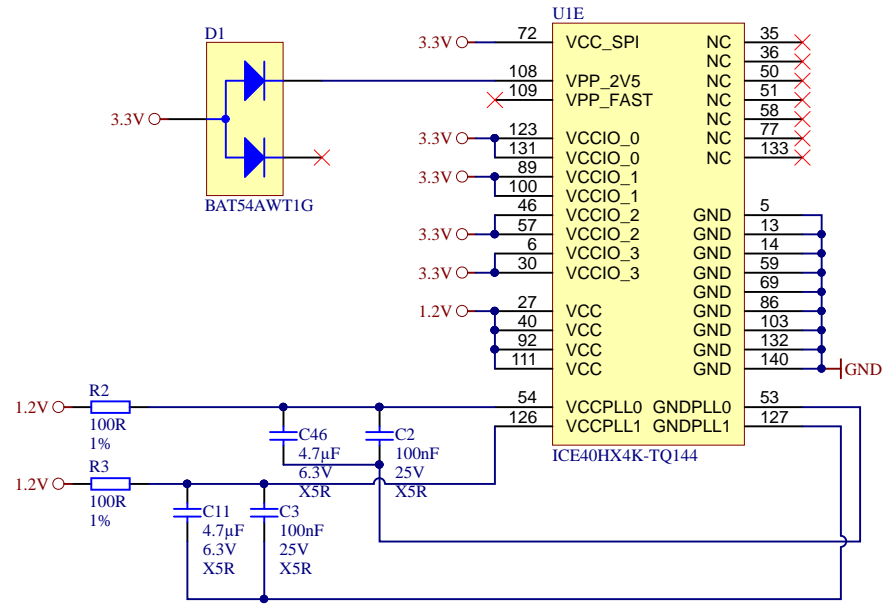 U1E
D1
3.3V
BAT54AWT1G
3.3V 72 VCC_SPI
108 VPP_2V5
109 VPP_FAST
3.3V 123 VCCIO_0
131 VCCIO_0
3.3V 89 VCCIO_1
100 VCCIO_1
46 VCCIO_2
3.3V 57 VCCIO_2
6 VCCIO_3
3.3V 30 VCCIO_3
1.2V 27 VCC
40 VCC
92 VCC
111 VCC
54 VCCPLL0
126 VCCPLL1
NC 35
NC 36
NC 50
NC 51
NC 58
NC 77
NC 133
GND 5
GND 13
GND 14
GND 59
GND 69
GND 86
GND 103
GND 132
GND 140
GND
GNDPLL0 53
GNDPLL1 127
ICE40HX4K-TQ144
R2
1.2V
100R
1%
R3
1.2V
100R
1%
C46
4.7µF
6.3V
X5R
C2
100nF
25V
X5R
C11
4.7µF
6.3V
X5R
C3
100nF
25V
X5R